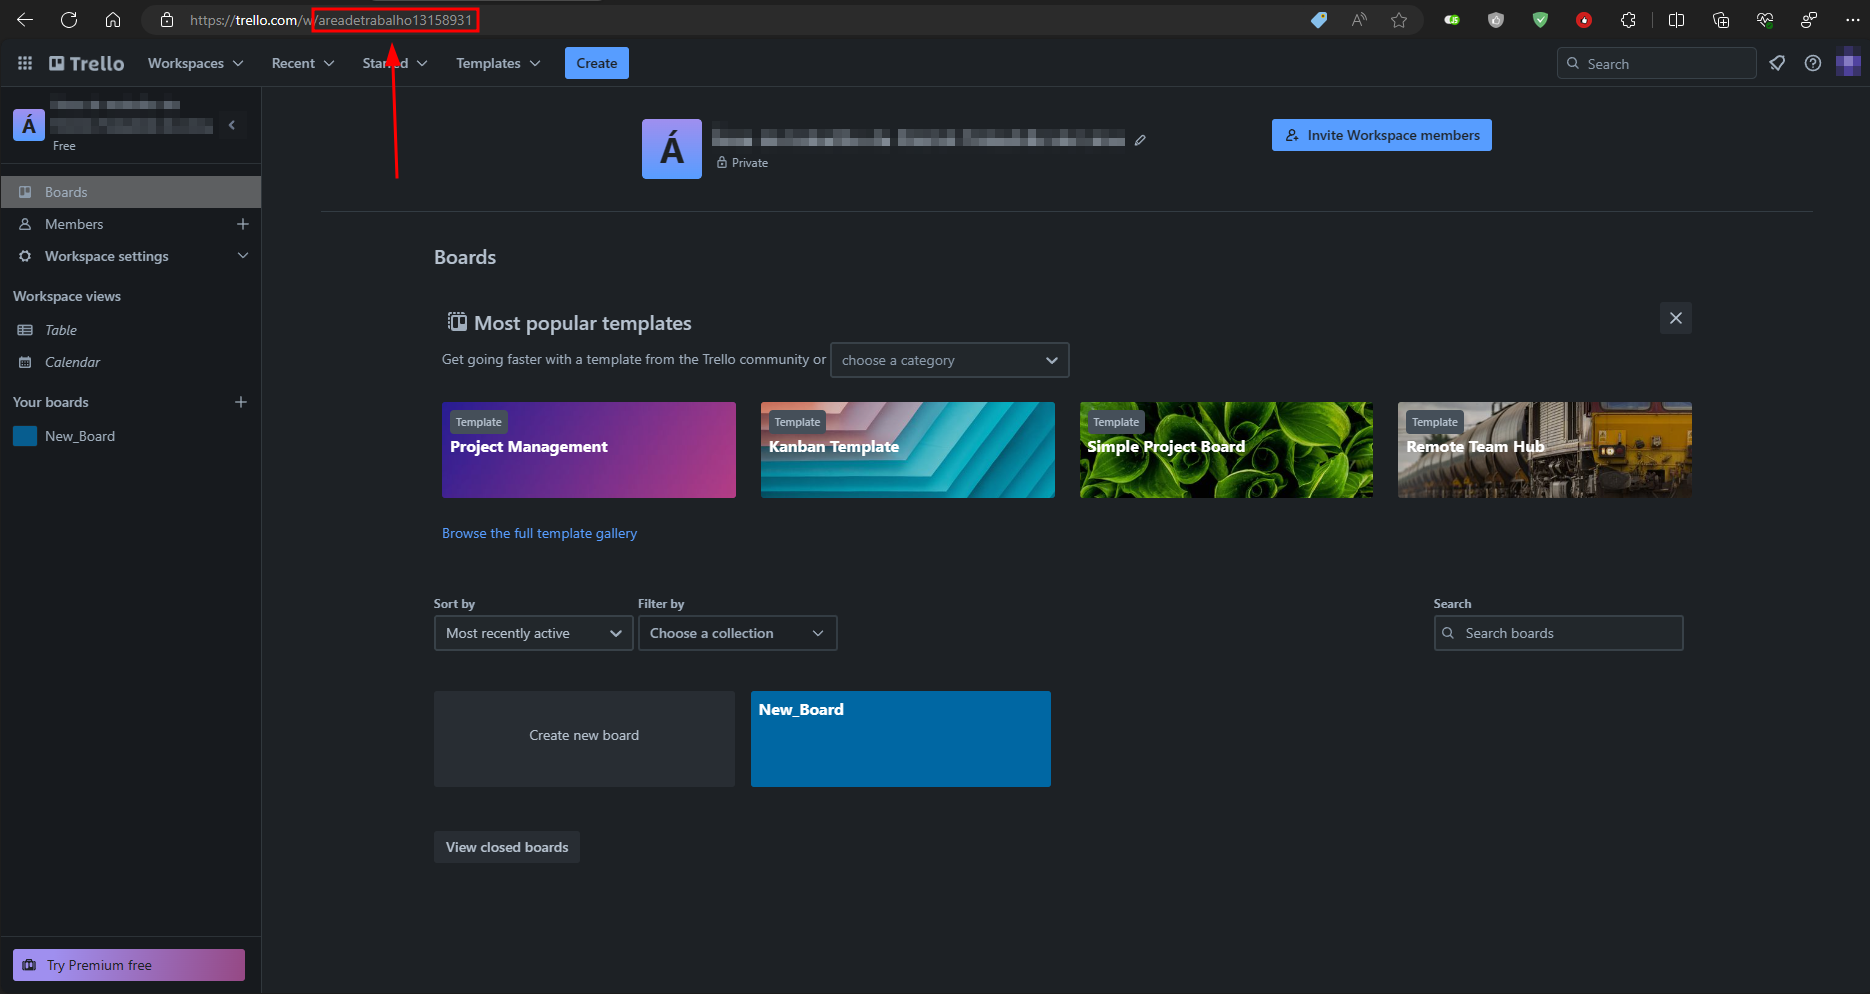 https://trello.com/w/areadetrabalho13158931
Trello Workspaces Recent Starred Templates Create Search
Á
Free
Boards
Members
Workspace settings
Workspace views
Table
Calendar
Your boards
New_Board
Try Premium free
Á
Private
Invite Workspace members
Boards
Most popular templates
Get going faster with a template from the Trello community or choose a category
Template
Project Management
Template
Kanban Template
Template
Simple Project Board
Template
Remote Team Hub
Browse the full template gallery
Sort by
Most recently active
Filter by
Choose a collection
Search
Search boards
Create new board
New_Board
View closed boards